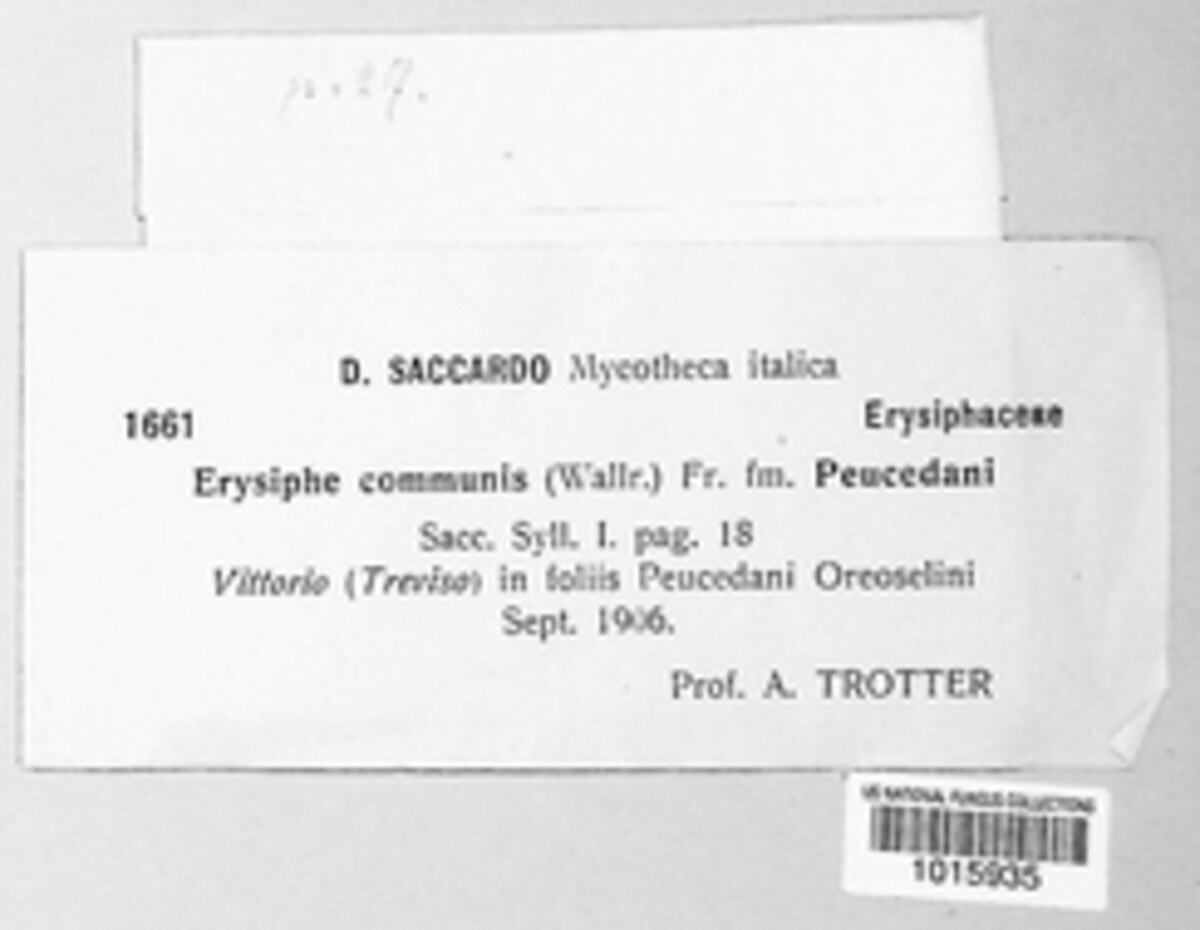 p. 27.
D. SACCARDO Mycotheca italica
1661
Erysiphaceae
Erysiphe communis (Wallr.) Fr. fm. Peucedani
Sacc. Syll. I. pag. 18
Vittorio (Treviso) in foliis Peucedani Oreoselini
Sept. 1906.
Prof. A. TROTTER
US NATIONAL FUNGUS COLLECTIONS
1015935